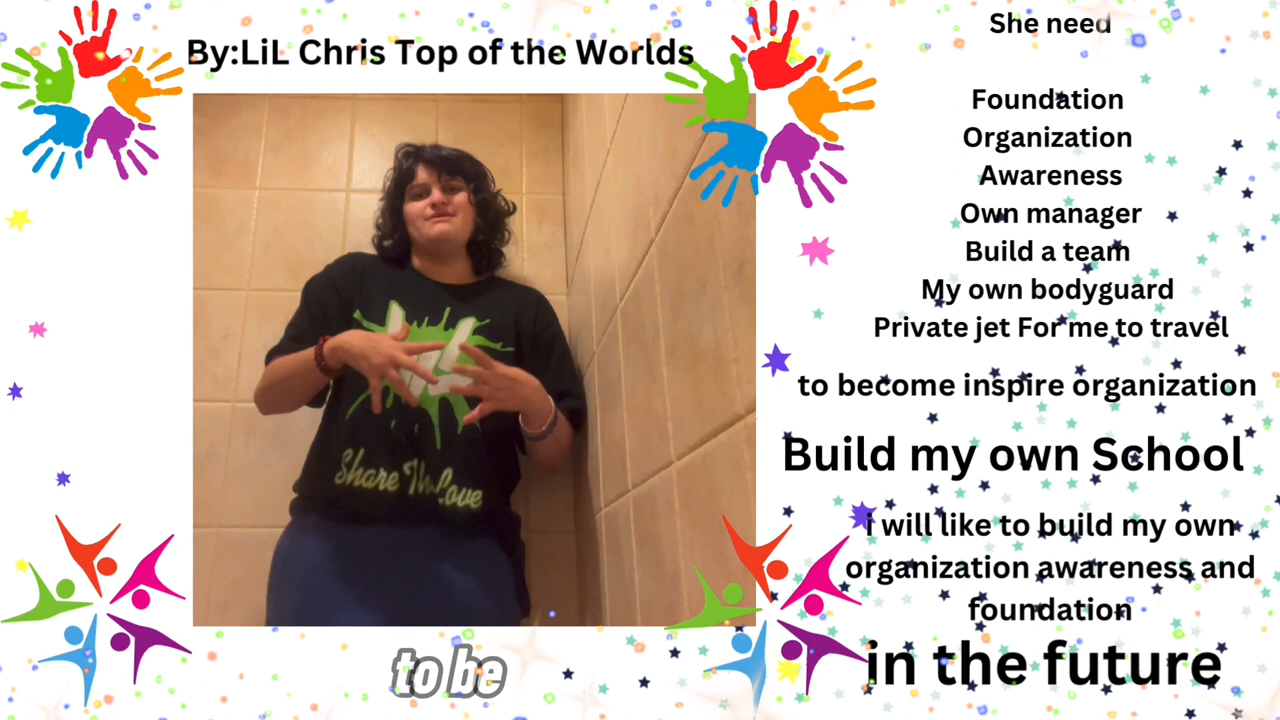 By:LiL Chris Top of the Worlds
Share The Love
to be
She need
Foundation
Organization
Awareness
Own manager
Build a team
My own bodyguard
Private jet For me to travel
to become inspire organization
Build my own School
i will like to build my own
organization awareness and
foundation
in the future